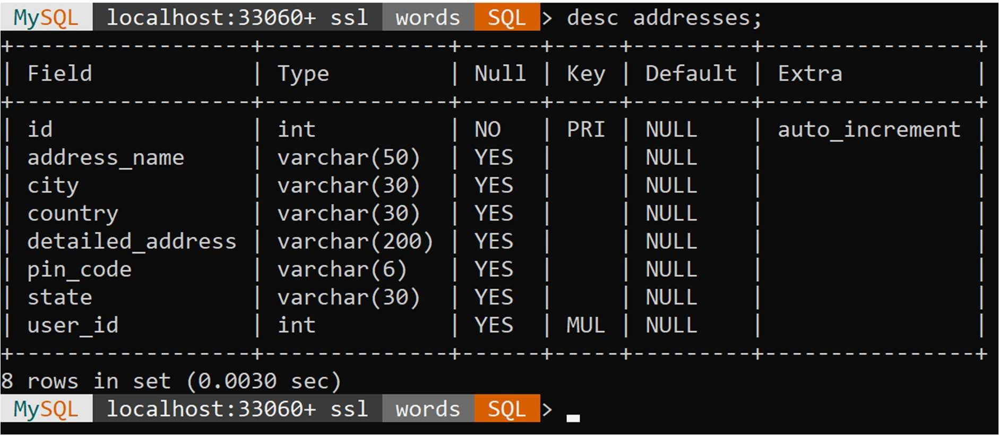 MySQL localhost:33060+ ssl words SQL > desc addresses;
+------------------+--------------+------+-----+---------+----------------+
| Field            | Type         | Null | Key | Default | Extra          |
+------------------+--------------+------+-----+---------+----------------+
| id               | int          | NO   | PRI | NULL    | auto_increment |
| address_name     | varchar(50)  | YES  |     | NULL    |                |
| city             | varchar(30)  | YES  |     | NULL    |                |
| country          | varchar(30)  | YES  |     | NULL    |                |
| detailed_address | varchar(200) | YES  |     | NULL    |                |
| pin_code         | varchar(6)   | YES  |     | NULL    |                |
| state            | varchar(30)  | YES  |     | NULL    |                |
| user_id          | int          | YES  | MUL | NULL    |                |
+------------------+--------------+------+-----+---------+----------------+
8 rows in set (0.0030 sec)
MySQL localhost:33060+ ssl words SQL > _